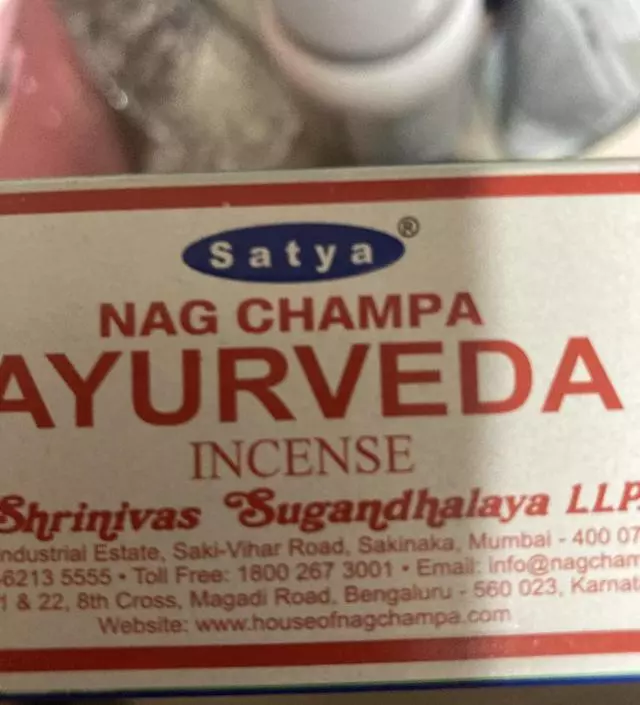 Satya ®
NAG CHAMPA
AYURVEDA
INCENSE
Shrinivas Sugandhalaya LLP
Industrial Estate, Saki-Vihar Road, Sakinaka, Mumbai - 400 07
6213 5555 • Toll Free: 1800 267 3001 • Email: info@nagcham
1 & 22, 8th Cross, Magadi Road, Bengaluru - 560 023, Karnat
Website: www.houseofnagchampa.com